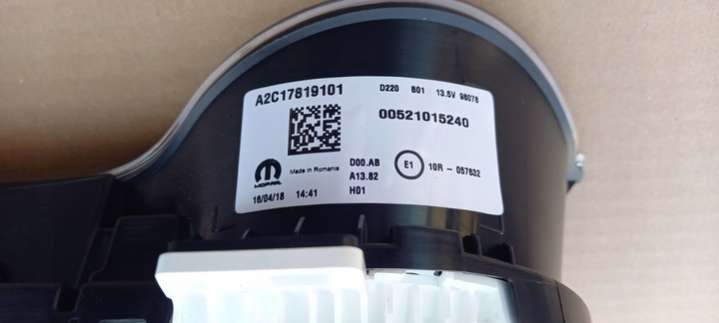 A2C17819101
D220 B01 13.5V 98078
00521015240
MOPAR
Made in Romania
D00.AB
A13.82
H01
E1
10R - 057632
16/04/18 14:41